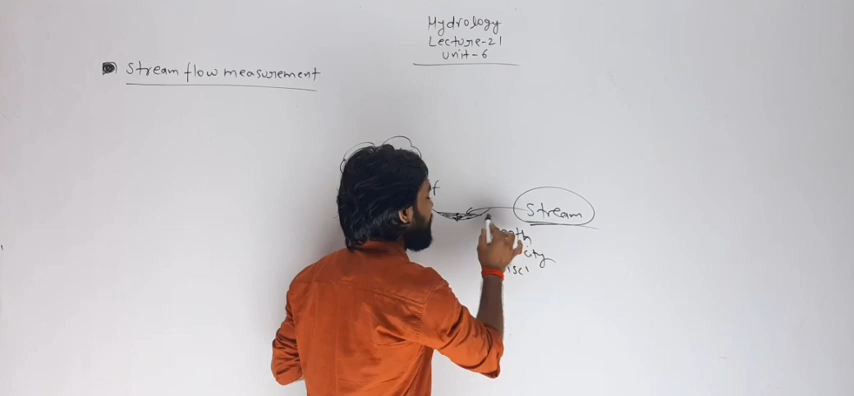 Hydrology
Lecture-21
Unit-6
Stream flow measurement
f
Stream